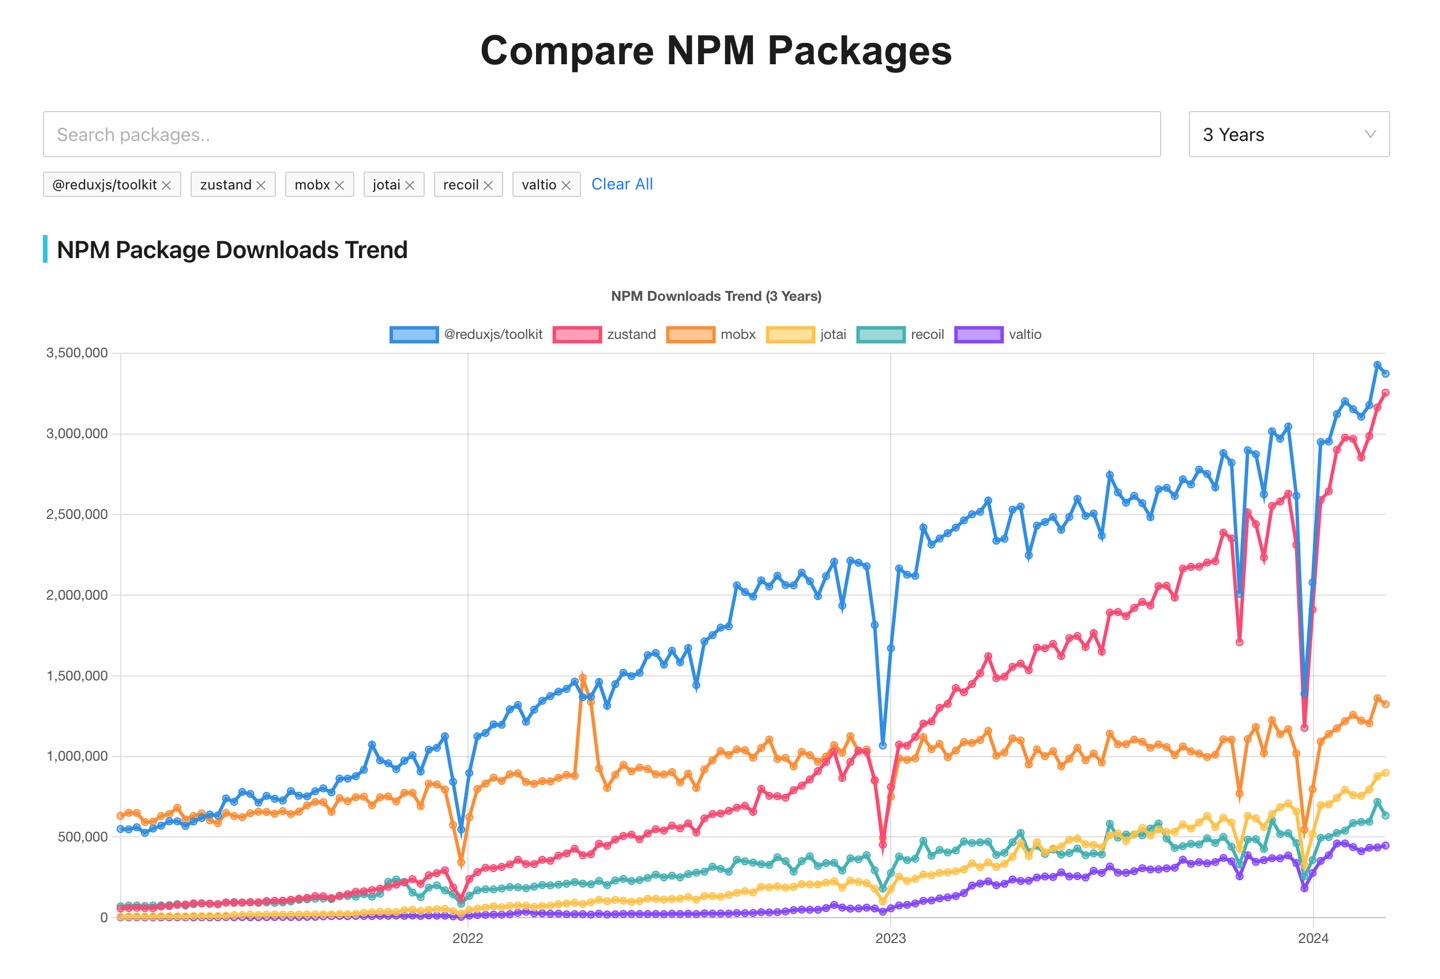 Compare NPM Packages
Search packages..
3 Years
@reduxjs/toolkit zustand mobx jotai recoil valtio Clear All
NPM Package Downloads Trend
NPM Downloads Trend (3 Years)
@reduxjs/toolkit zustand mobx jotai recoil valtio
3,500,000
3,000,000
2,500,000
2,000,000
1,500,000
1,000,000
500,000
0
2022 2023 2024